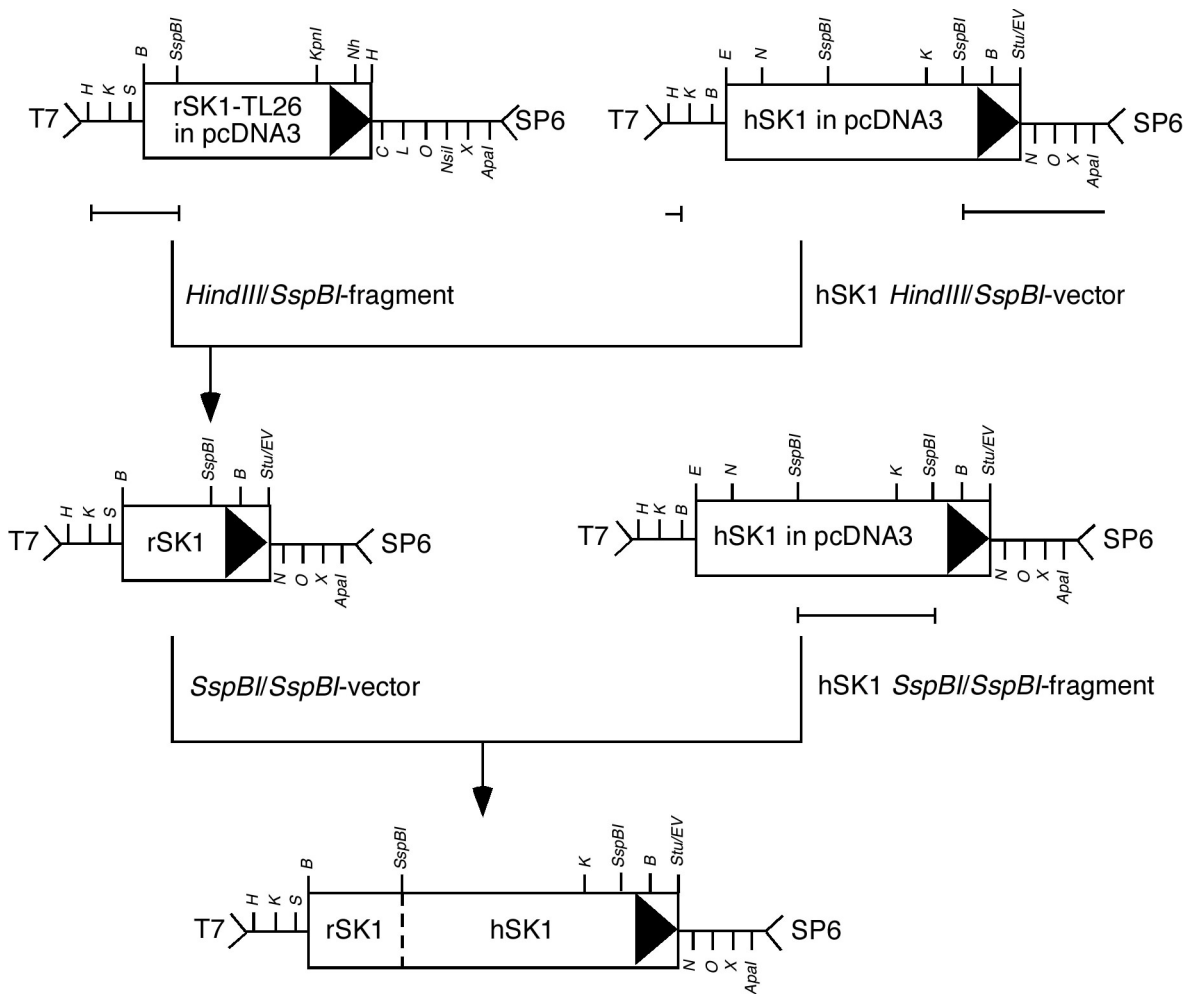 B SspBI KpnI Nh H
H K S
T7 rSK1-TL26 in pcDNA3 SP6
C L O NsiI X ApaI
E N SspBI K SspBI B Stu/EV
H K B
T7 hSK1 in pcDNA3 SP6
N O X ApaI
HindIII/SspBI-fragment
hSK1 HindIII/SspBI-vector
B SspBI B Stu/EV
H K S
T7 rSK1 SP6
N O X ApaI
E N SspBI K SspBI B Stu/EV
H K B
T7 hSK1 in pcDNA3 SP6
N O X ApaI
SspBI/SspBI-vector
hSK1 SspBI/SspBI-fragment
B SspBI K SspBI B Stu/EV
H K S
T7 rSK1 hSK1 SP6
N O X ApaI